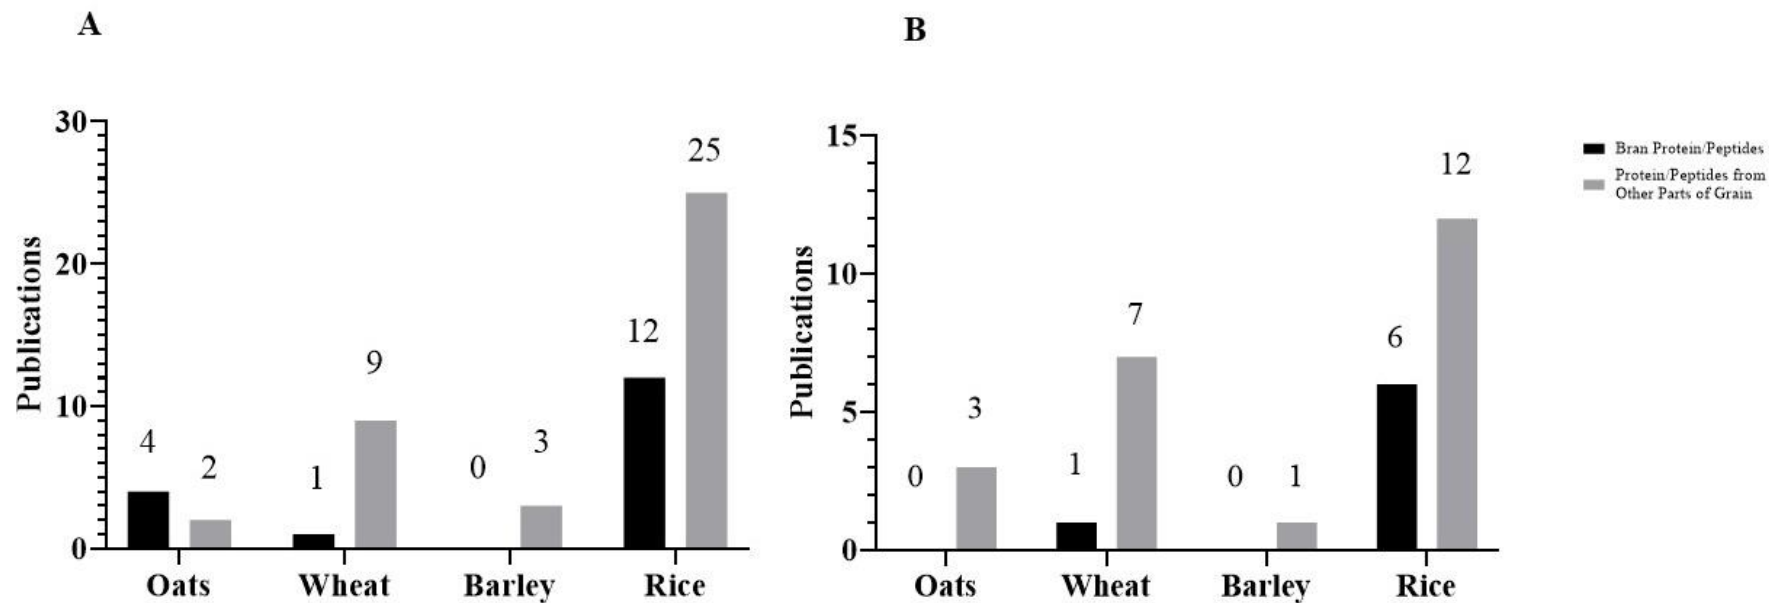 A
30
20
10
0
Publications
4
2
1
9
0
3
12
25
Oats
Wheat
Barley
Rice
B
15
10
5
0
Publications
0
3
1
7
0
1
6
12
Oats
Wheat
Barley
Rice
Bran Protein/Peptides
Protein/Peptides from
Other Parts of Grain